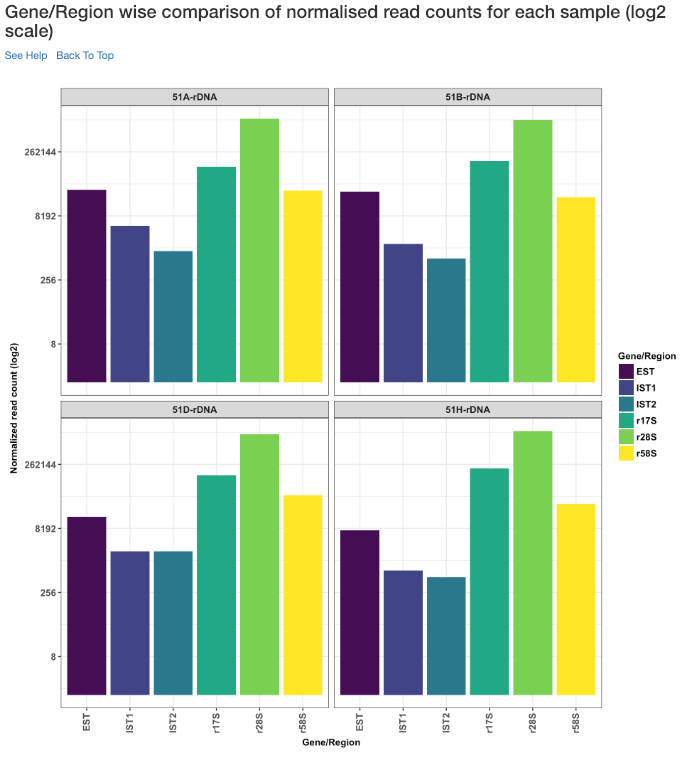 Gene/Region wise comparison of normalised read counts for each sample (log2
scale)
See Help Back To Top
51A-rDNA
51B-rDNA
262144
8192
256
8
51D-rDNA
51H-rDNA
262144
8192
256
8
Normalized read count (log2)
EST
IST1
IST2
r17S
r28S
r58S
EST
IST1
IST2
r17S
r28S
r58S
Gene/Region
Gene/Region
EST
IST1
IST2
r17S
r28S
r58S